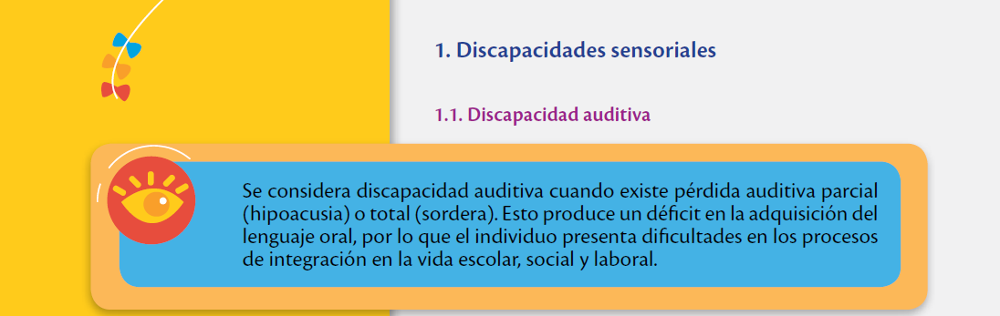 1. Discapacidades sensoriales
1.1. Discapacidad auditiva
Se considera discapacidad auditiva cuando existe pérdida auditiva parcial
(hipoacusia) o total (sordera). Esto produce un déficit en la adquisición del
lenguaje oral, por lo que el individuo presenta dificultades en los procesos
de integración en la vida escolar, social y laboral.